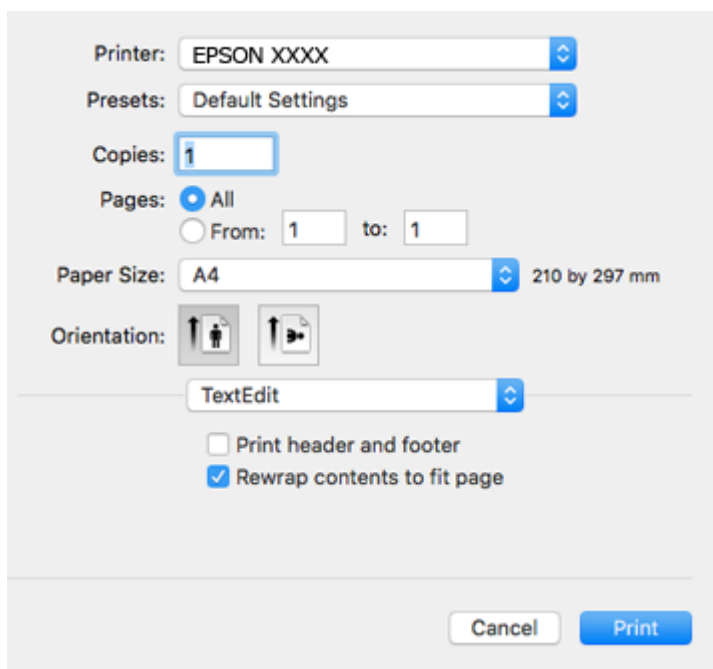 Printer: EPSON XXXX
Presets: Default Settings
Copies: 1
Pages: All
From: 1 to: 1
Paper Size: A4 210 by 297 mm
Orientation:
TextEdit
Print header and footer
Rewrap contents to fit page
Cancel Print